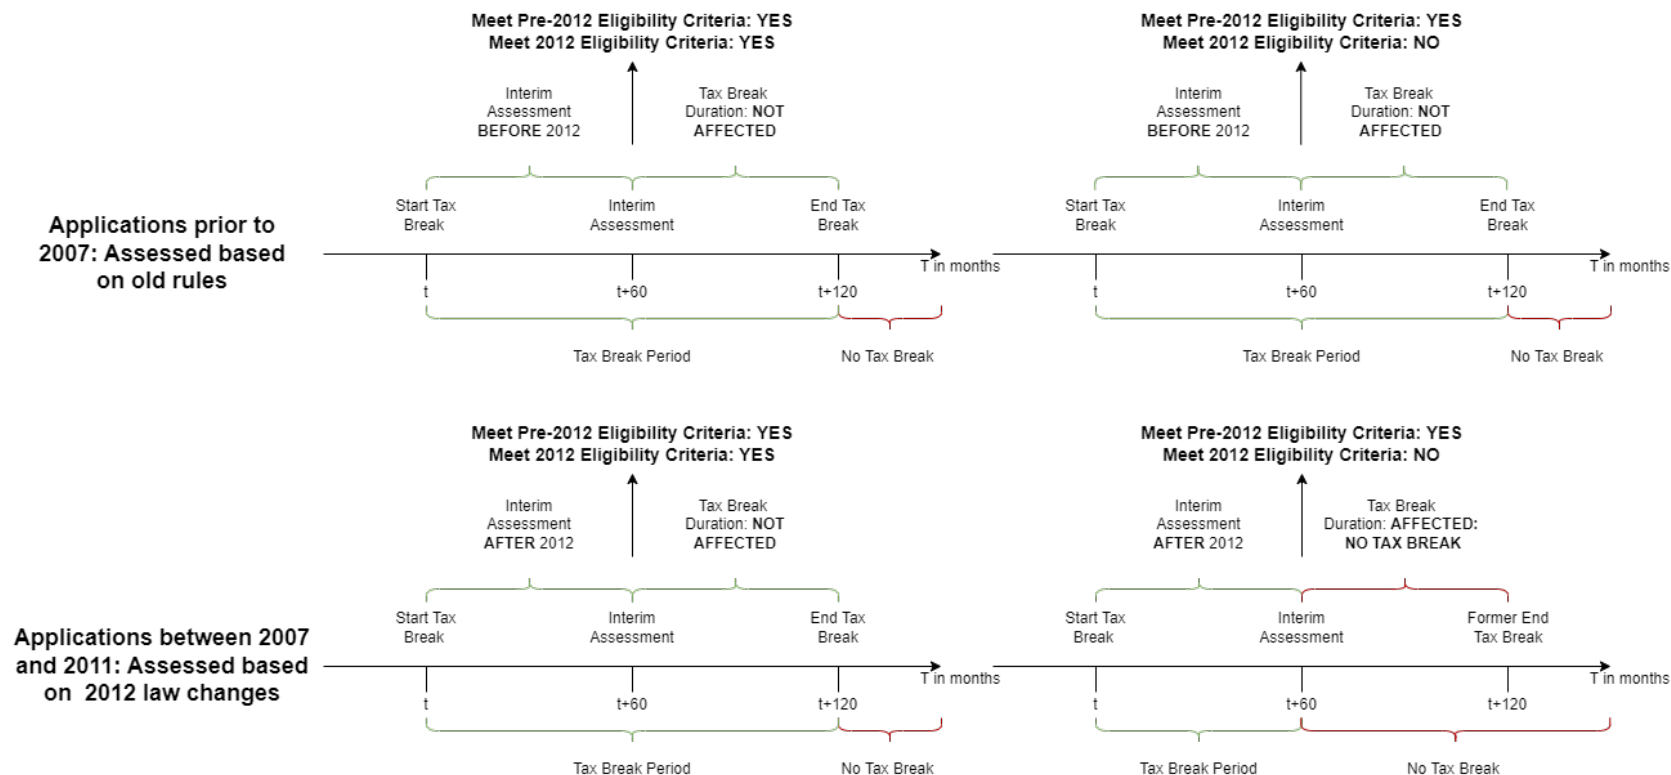 Meet Pre-2012 Eligibility Criteria: YES
Meet 2012 Eligibility Criteria: YES
Interim
Assessment
BEFORE 2012
Tax Break
Duration: NOT
AFFECTED
Start Tax
Break
Interim
Assessment
End Tax
Break
T in months
t
t+60
t+120
Tax Break Period
No Tax Break
Meet Pre-2012 Eligibility Criteria: YES
Meet 2012 Eligibility Criteria: NO
Interim
Assessment
BEFORE 2012
Tax Break
Duration: NOT
AFFECTED
Start Tax
Break
Interim
Assessment
End Tax
Break
T in months
t
t+60
t+120
Tax Break Period
No Tax Break
Applications prior to
2007: Assessed based
on old rules
Meet Pre-2012 Eligibility Criteria: YES
Meet 2012 Eligibility Criteria: YES
Interim
Assessment
AFTER 2012
Tax Break
Duration: NOT
AFFECTED
Start Tax
Break
Interim
Assessment
End Tax
Break
T in months
t
t+60
t+120
Tax Break Period
No Tax Break
Meet Pre-2012 Eligibility Criteria: YES
Meet 2012 Eligibility Criteria: NO
Interim
Assessment
AFTER 2012
Tax Break
Duration: AFFECTED:
NO TAX BREAK
Start Tax
Break
Interim
Assessment
Former End
Tax Break
T in months
t
t+60
t+120
Tax Break Period
No Tax Break
Applications between 2007
and 2011: Assessed based
on 2012 law changes